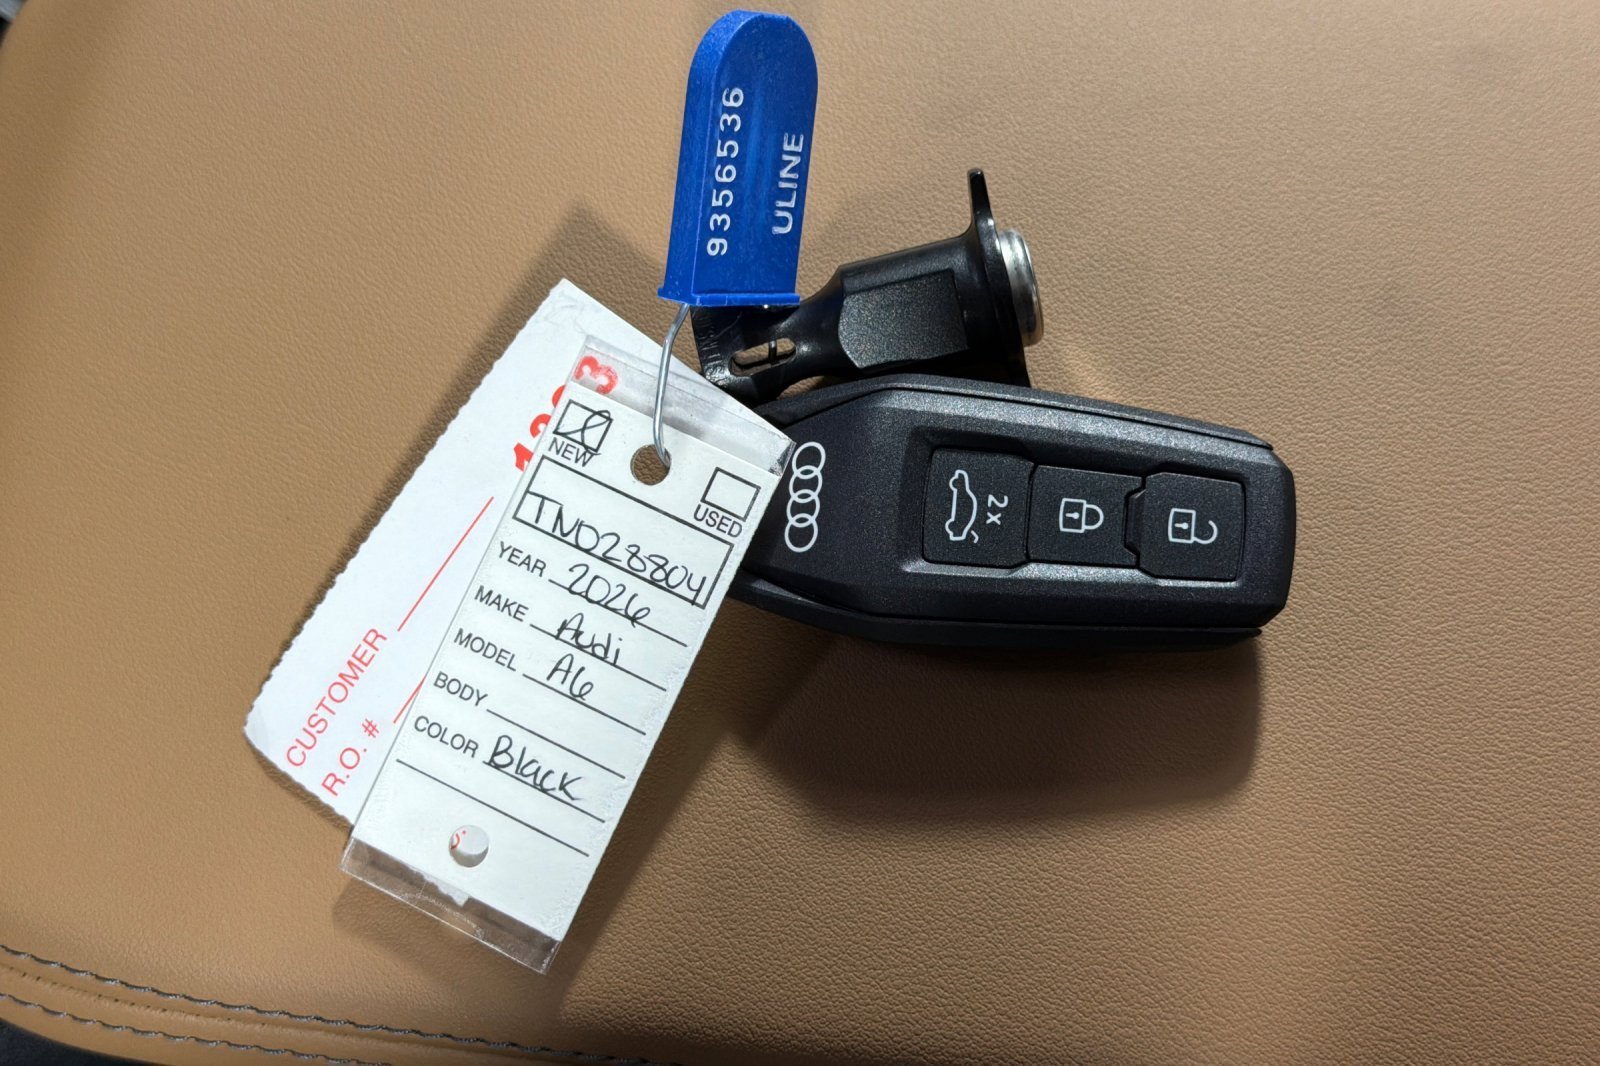 9356536
ULINE
NEW
USED
TN028804
YEAR 2026
MAKE Audi
MODEL A6
BODY
COLOR Black
CUSTOMER
R.O. #
2x